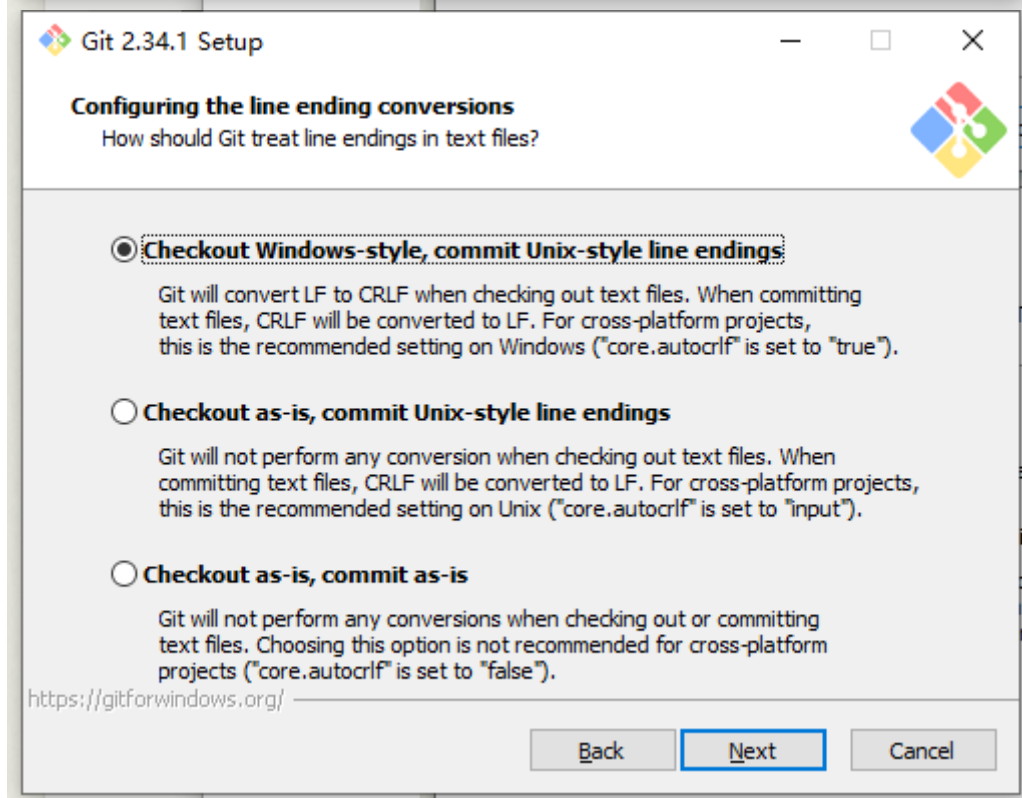 Git 2.34.1 Setup
Configuring the line ending conversions
How should Git treat line endings in text files?
Checkout Windows-style, commit Unix-style line endings
Git will convert LF to CRLF when checking out text files. When committing
text files, CRLF will be converted to LF. For cross-platform projects,
this is the recommended setting on Windows ("core.autocrlf" is set to "true").
Checkout as-is, commit Unix-style line endings
Git will not perform any conversion when checking out text files. When
committing text files, CRLF will be converted to LF. For cross-platform projects,
this is the recommended setting on Unix ("core.autocrlf" is set to "input").
Checkout as-is, commit as-is
Git will not perform any conversions when checking out or committing
text files. Choosing this option is not recommended for cross-platform
projects ("core.autocrlf" is set to "false").
https://gitforwindows.org/
Back Next Cancel